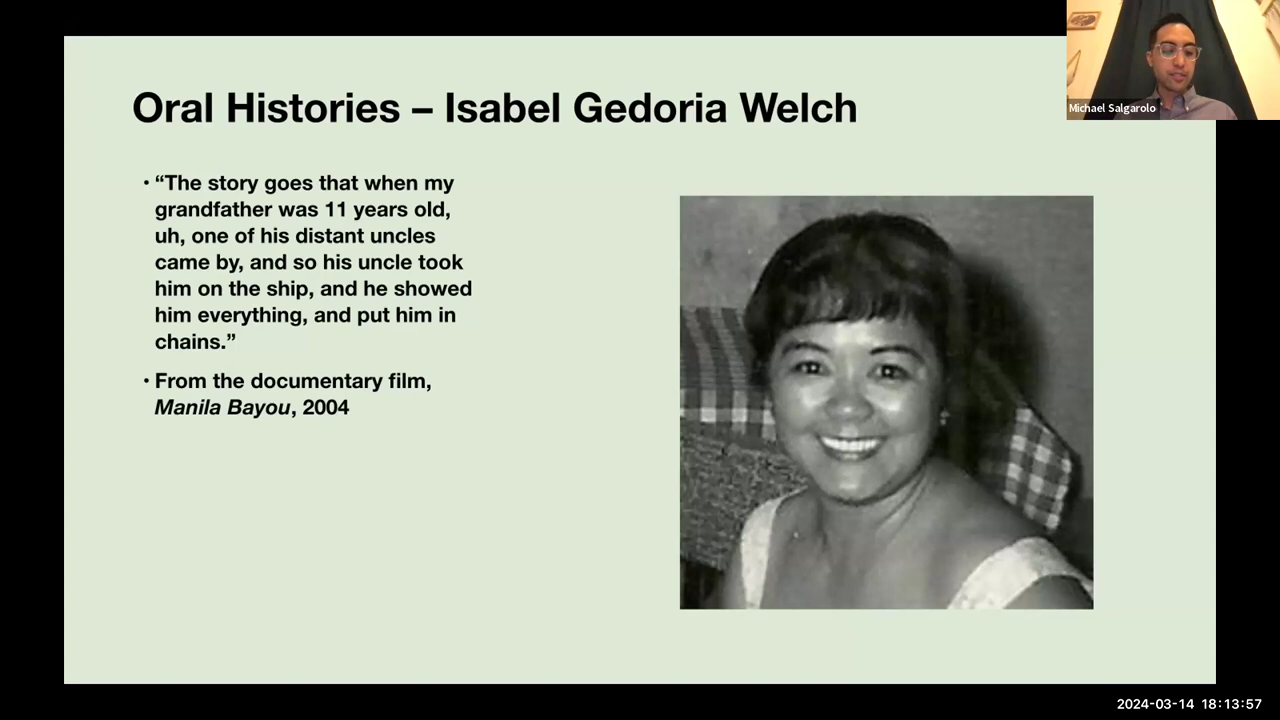 Oral Histories – Isabel Gedoria Welch
Michael Salgarolo
• “The story goes that when my
grandfather was 11 years old,
uh, one of his distant uncles
came by, and so his uncle took
him on the ship, and he showed
him everything, and put him in
chains.”
• From the documentary film,
Manila Bayou, 2004
2024-03-14 18:13:57